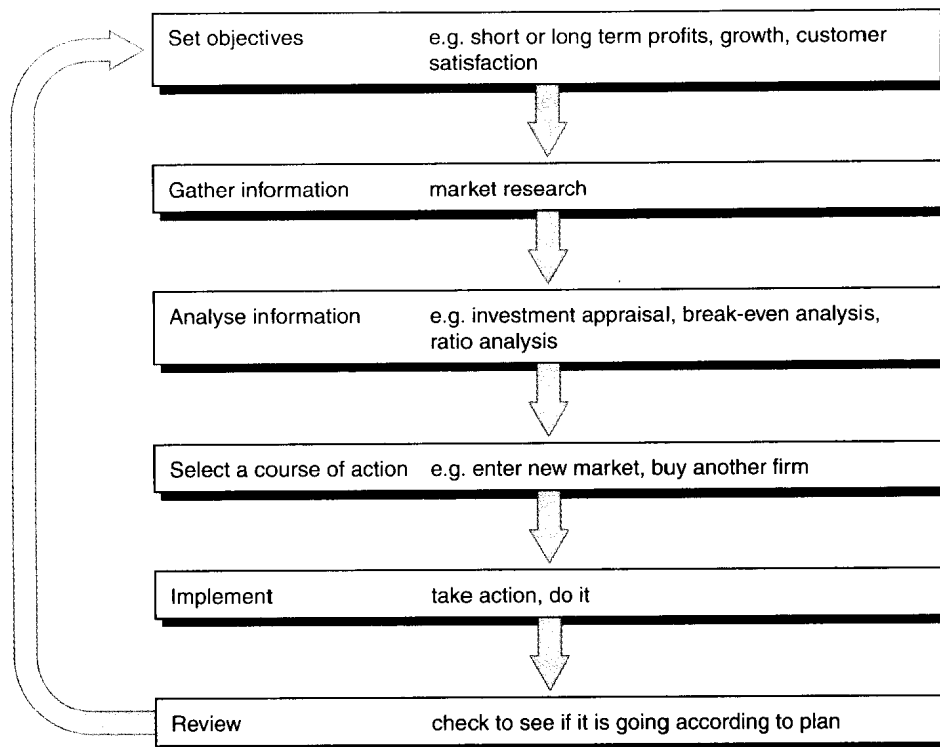 Set objectives e.g. short or long term profits, growth, customer
satisfaction
Gather information market research
Analyse information e.g. investment appraisal, break-even analysis,
ratio analysis
Select a course of action e.g. enter new market, buy another firm
Implement take action, do it
Review check to see if it is going according to plan